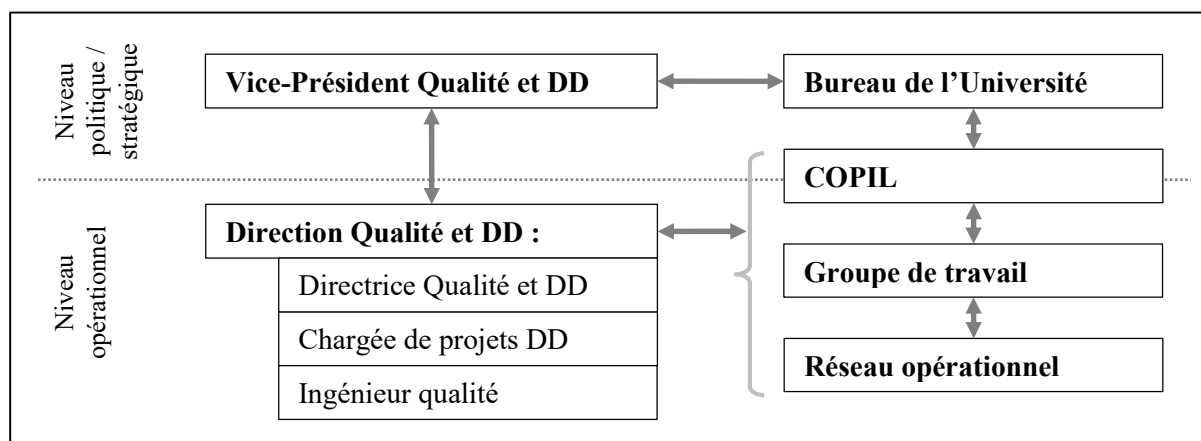 Niveau
politique /
stratégique
Vice-Président Qualité et DD
Bureau de l’Université
COPIL
Niveau
opérationnel
Direction Qualité et DD :
Directrice Qualité et DD
Chargée de projets DD
Ingénieur qualité
Groupe de travail
Réseau opérationnel